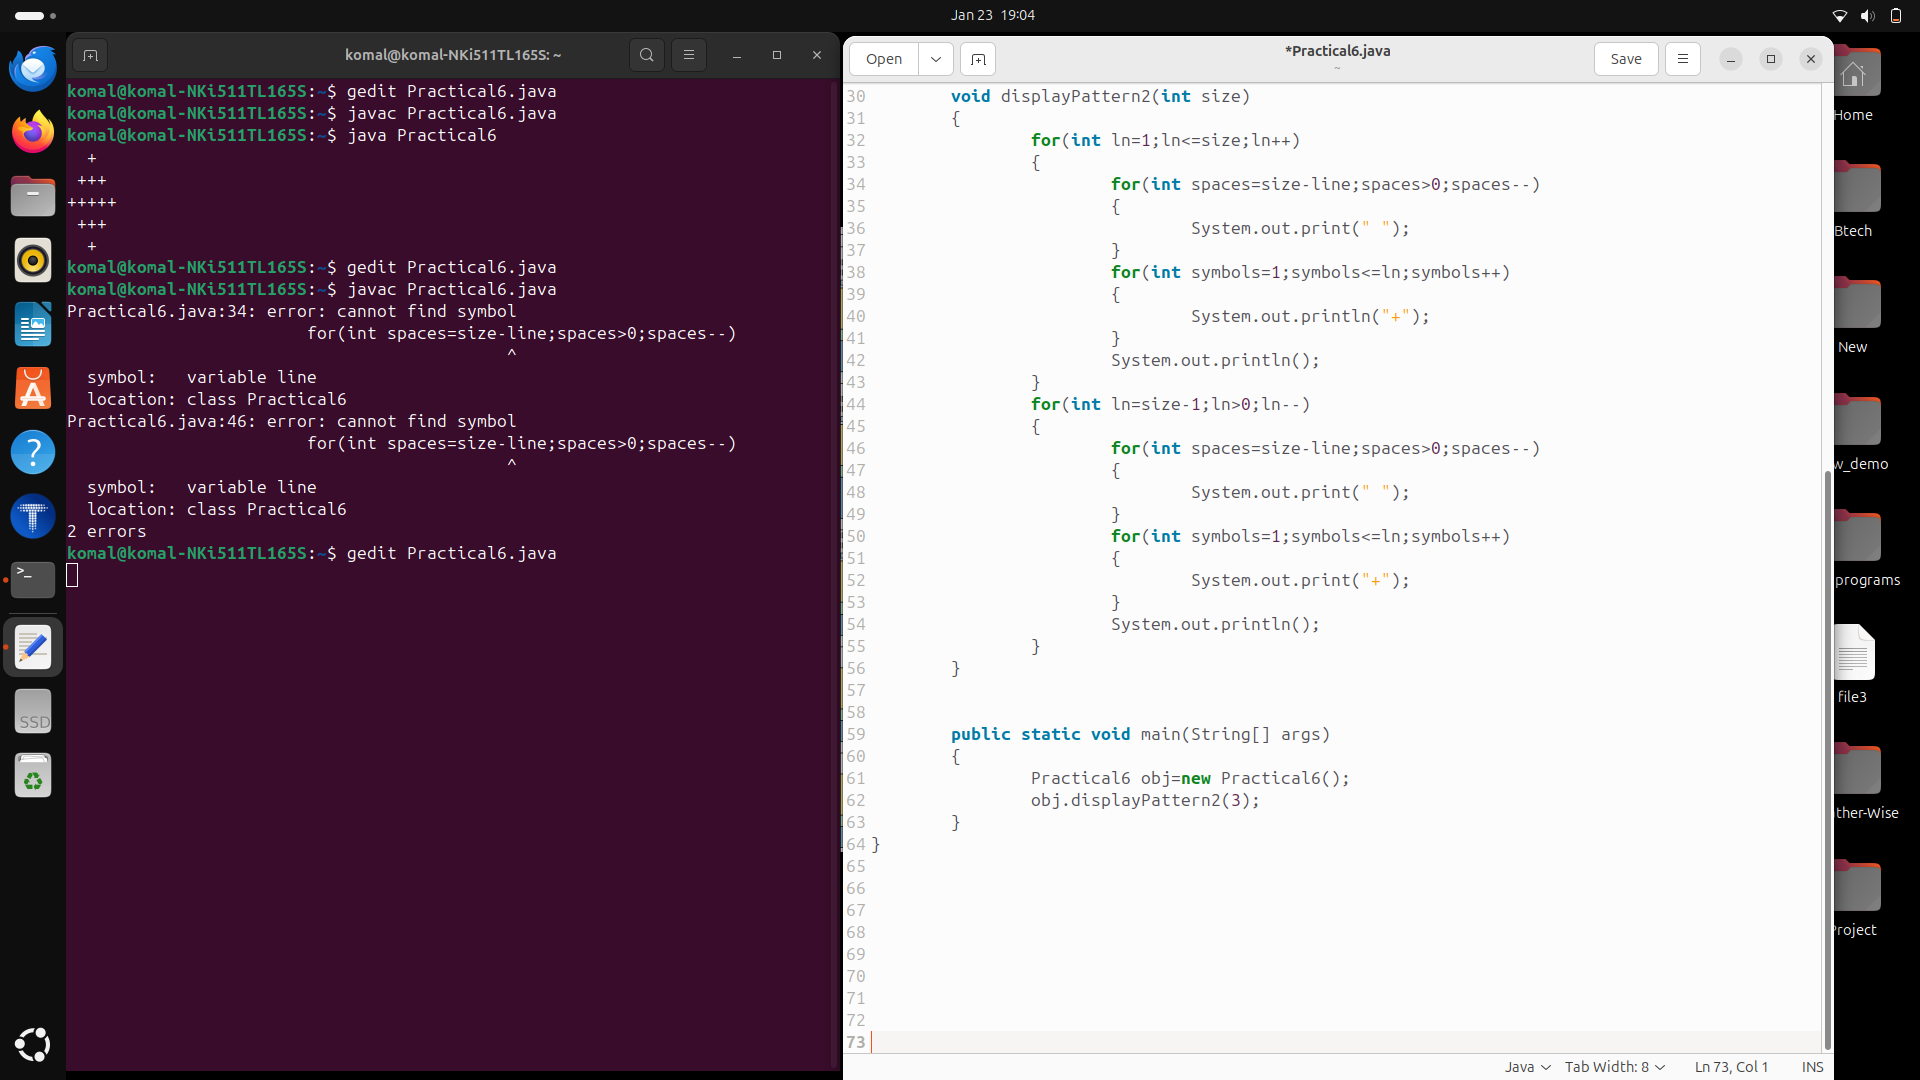 Jan 23 19:04
komal@komal-NKi511TL165S: ~
komal@komal-NKi511TL165S:~$ gedit Practical6.java
komal@komal-NKi511TL165S:~$ javac Practical6.java
komal@komal-NKi511TL165S:~$ java Practical6
  +
 +++
+++++
 +++
  +
komal@komal-NKi511TL165S:~$ gedit Practical6.java
komal@komal-NKi511TL165S:~$ javac Practical6.java
Practical6.java:34: error: cannot find symbol
                        for(int spaces=size-line;spaces>0;spaces--)
                                            ^
  symbol:   variable line
  location: class Practical6
Practical6.java:46: error: cannot find symbol
                        for(int spaces=size-line;spaces>0;spaces--)
                                            ^
  symbol:   variable line
  location: class Practical6
2 errors
komal@komal-NKi511TL165S:~$ gedit Practical6.java
Open
*Practical6.java
~
Save
30         void displayPattern2(int size)
31         {
32                 for(int ln=1;ln<=size;ln++)
33                 {
34                         for(int spaces=size-line;spaces>0;spaces--)
35                         {
36                                 System.out.print(" ");
37                         }
38                         for(int symbols=1;symbols<=ln;symbols++)
39                         {
40                                 System.out.println("+");
41                         }
42                         System.out.println();
43                 }
44                 for(int ln=size-1;ln>0;ln--)
45                 {
46                         for(int spaces=size-line;spaces>0;spaces--)
47                         {
48                                 System.out.print(" ");
49                         }
50                         for(int symbols=1;symbols<=ln;symbols++)
51                         {
52                                 System.out.print("+");
53                         }
54                         System.out.println();
55                 }
56         }
57
58
59         public static void main(String[] args)
60         {
61                 Practical6 obj=new Practical6();
62                 obj.displayPattern2(3);
63         }
64 }
65
66
67
68
69
70
71
72
73
Java
Tab Width: 8
Ln 73, Col 1
INS
Home
Btech
New
w_demo
programs
file3
ther-Wise
Project
SSD